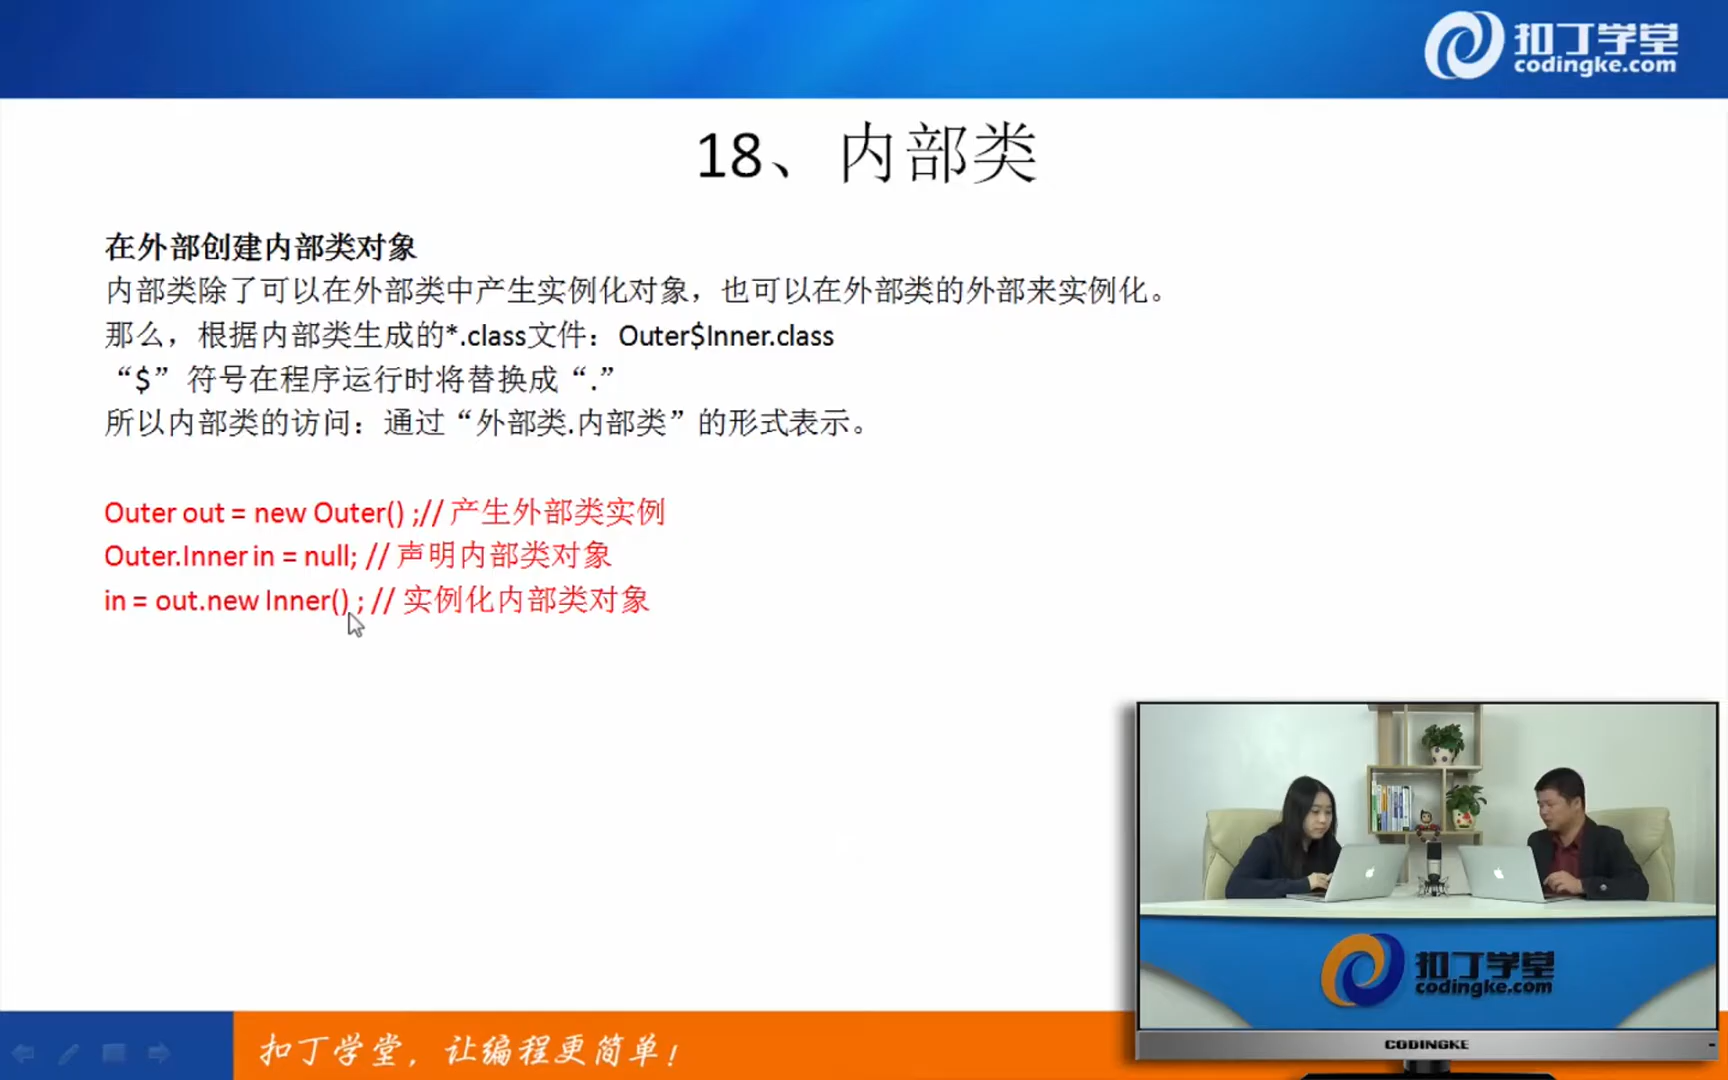 扣丁学堂
codingke.com
18、内部类
在外部创建内部类对象
内部类除了可以在外部类中产生实例化对象，也可以在外部类的外部来实例化。
那么，根据内部类生成的*.class文件：Outer$Inner.class
“$”符号在程序运行时将替换成“.”
所以内部类的访问：通过“外部类.内部类”的形式表示。
Outer out = new Outer() ;// 产生外部类实例
Outer.Inner in = null; // 声明内部类对象
in = out.new Inner() ; // 实例化内部类对象
扣丁学堂
codingke.com
CODINGKE
扣丁学堂，让编程更简单！